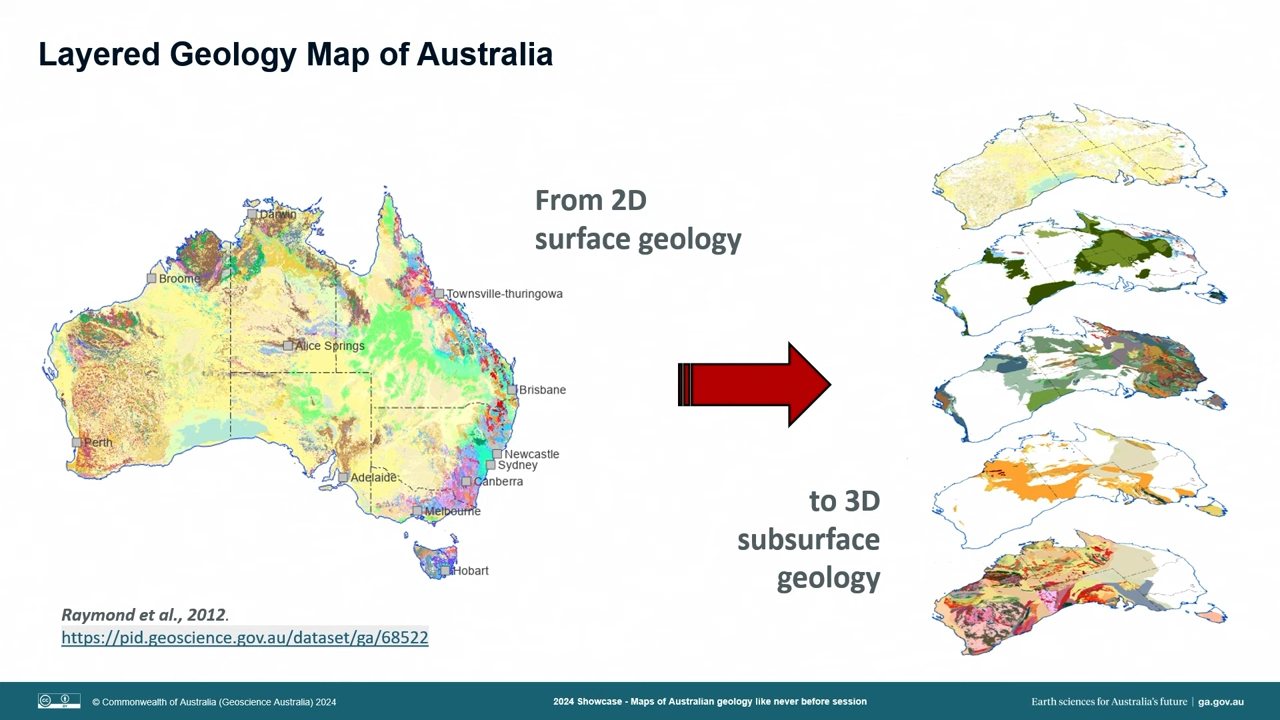 Layered Geology Map of Australia
From 2D
surface geology
Darwin
Broome
Townsville-thuringowa
Alice Springs
Brisbane
Perth
Newcastle
Sydney
Adelaide
Canberra
Melbourne
Hobart
to 3D
subsurface
geology
Raymond et al., 2012.
https://pid.geoscience.gov.au/dataset/ga/68522
© Commonwealth of Australia (Geoscience Australia) 2024
2024 Showcase - Maps of Australian geology like never before session
Earth sciences for Australia's future | ga.gov.au